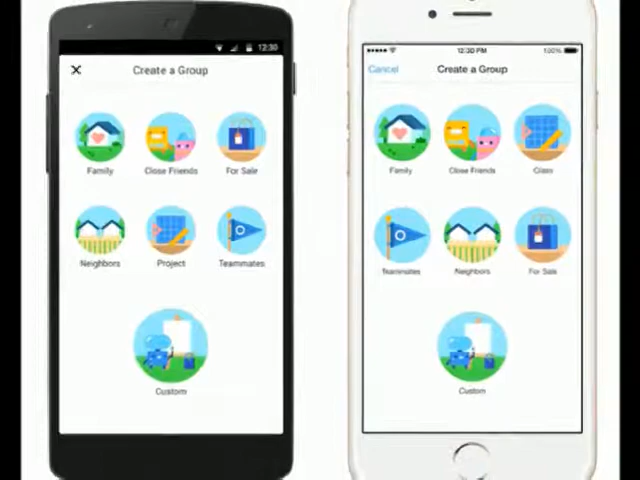 12:30
Create a Group
Family
Close Friends
For Sale
Neighbors
Project
Teammates
Custom
12:30 PM
100%
Cancel
Create a Group
Family
Close Friends
Class
Teammates
Neighbors
For Sale
Custom